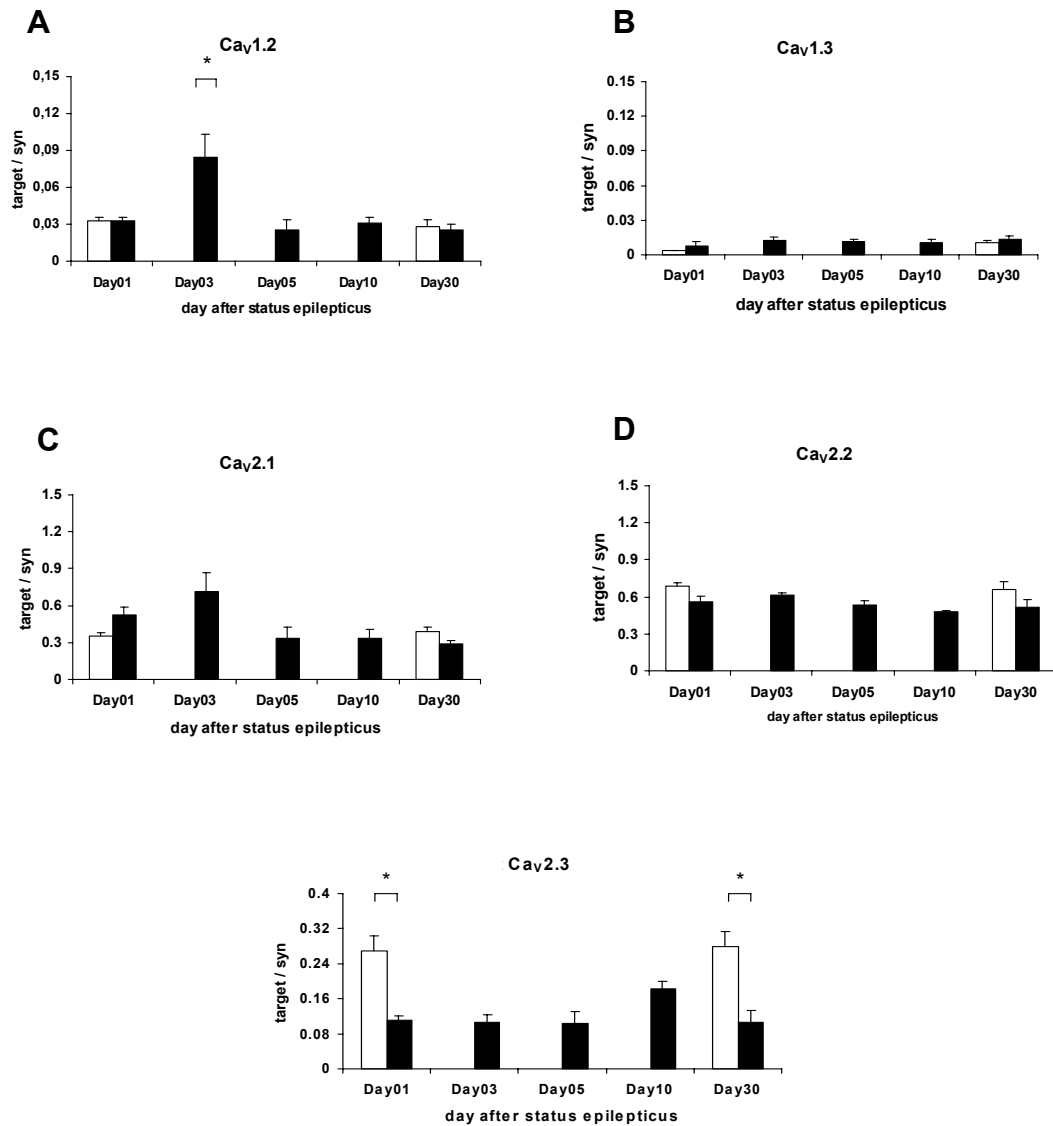 A
Cav1.2
*
0,15
0,12
0,09
0,06
0,03
0
target / syn
Day01 Day03 Day05 Day10 Day30
day after status epilepticus
B
Cav1.3
0.15
0.12
0.09
0.06
0.03
0
target / syn
Day01 Day03 Day05 Day10 Day30
day after status epilepticus
C
Cav2.1
1.5
1.2
0.9
0.6
0.3
0
target / syn
Day01 Day03 Day05 Day10 Day30
day after status epilepticus
D
Cav2.2
1.5
1.2
0.9
0.6
0.3
0
target / syn
Day01 Day03 Day05 Day10 Day30
day after status epilepticus
Cav2.3
* *
0.4
0.32
0.24
0.16
0.08
0
target / syn
Day01 Day03 Day05 Day10 Day30
day after status epilepticus